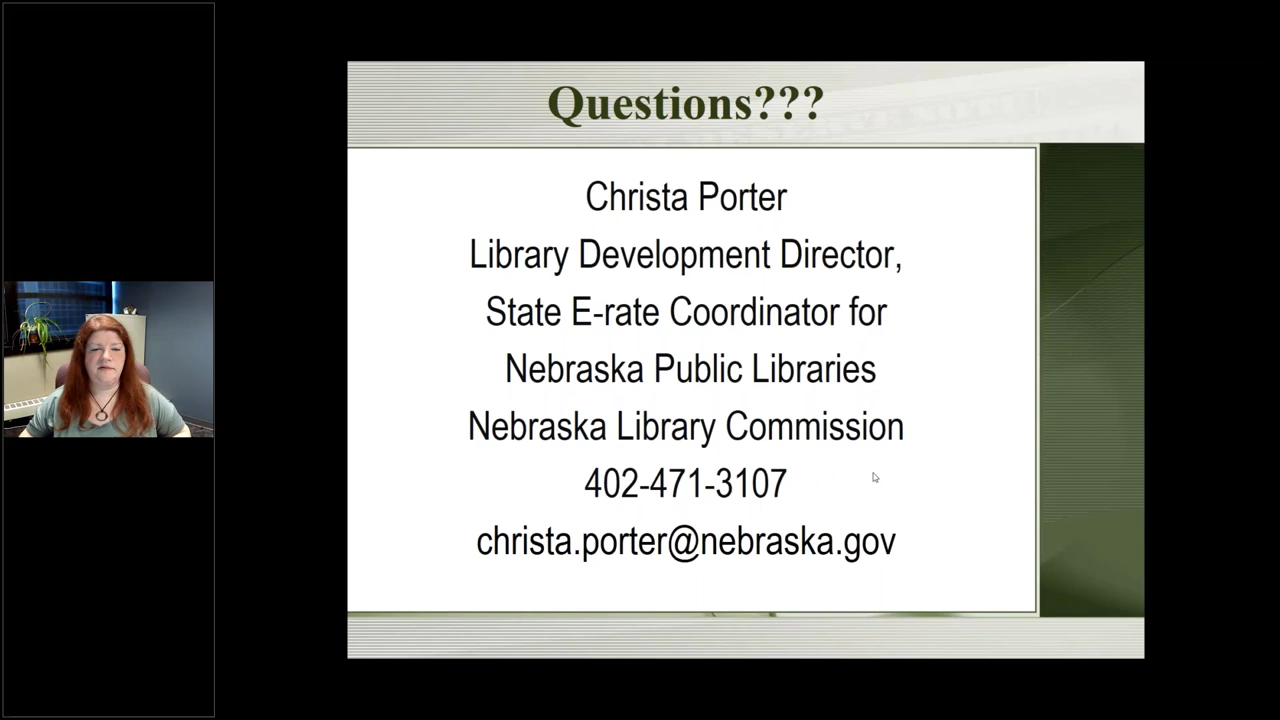 Questions???
Christa Porter
Library Development Director,
State E-rate Coordinator for
Nebraska Public Libraries
Nebraska Library Commission
402-471-3107
christa.porter@nebraska.gov